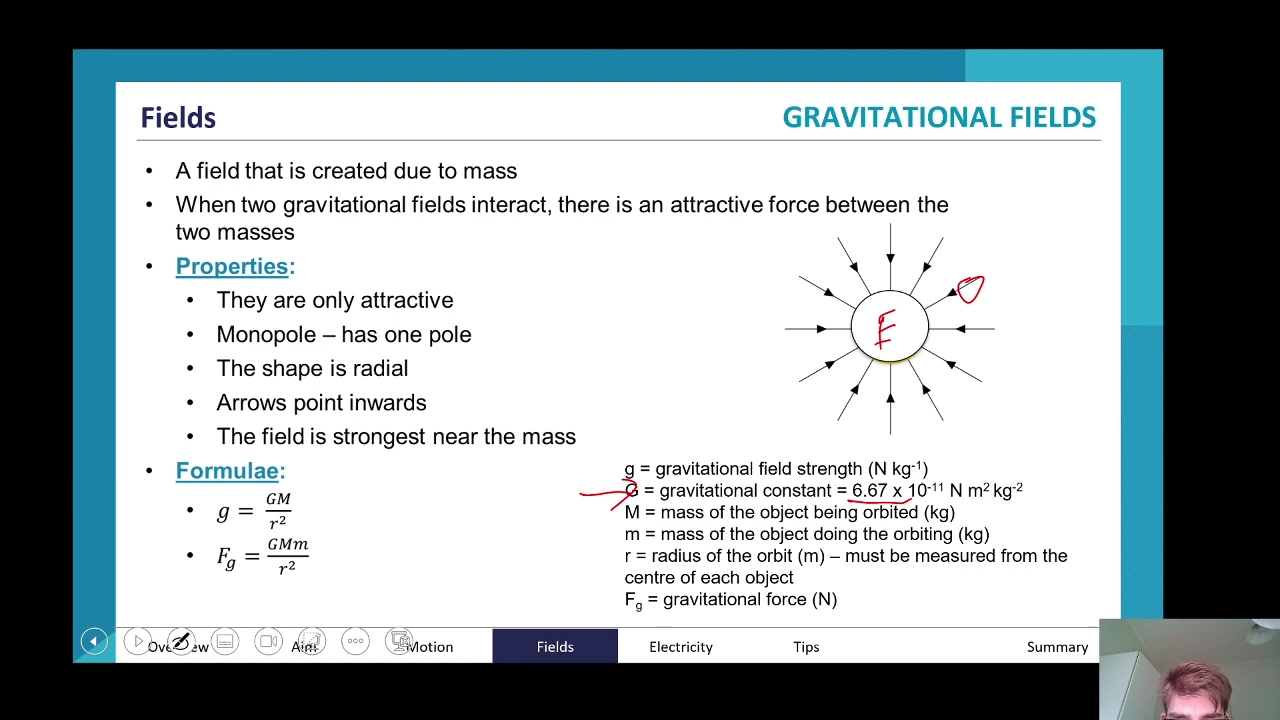 Fields
GRAVITATIONAL FIELDS
• A field that is created due to mass
• When two gravitational fields interact, there is an attractive force between the
two masses
• Properties:
• They are only attractive
• Monopole – has one pole
• The shape is radial
• Arrows point inwards
• The field is strongest near the mass
• Formulae:
• g = GM/r²
• F_g = GMm/r²
E
g = gravitational field strength (N kg⁻¹)
G = gravitational constant = 6.67 x 10⁻¹¹ N m² kg⁻²
M = mass of the object being orbited (kg)
m = mass of the object doing the orbiting (kg)
r = radius of the orbit (m) – must be measured from the
centre of each object
F_g = gravitational force (N)
Motion
Fields
Electricity
Tips
Summary